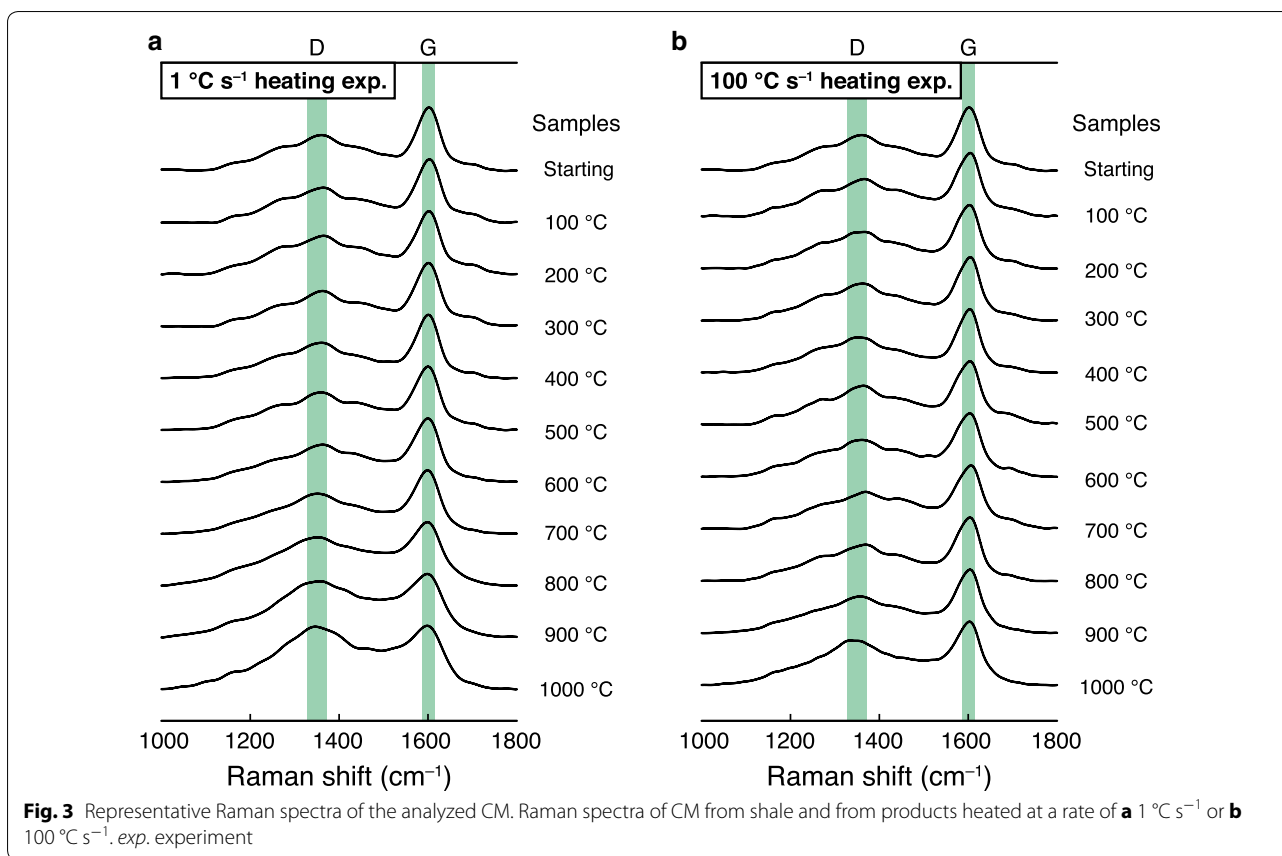 a
D G
1 °C s⁻¹ heating exp.
Samples
Starting
100 °C
200 °C
300 °C
400 °C
500 °C
600 °C
700 °C
800 °C
900 °C
1000 °C
1000 1200 1400 1600 1800
Raman shift (cm⁻¹)
b
D G
100 °C s⁻¹ heating exp.
Samples
Starting
100 °C
200 °C
300 °C
400 °C
500 °C
600 °C
700 °C
800 °C
900 °C
1000 °C
1000 1200 1400 1600 1800
Raman shift (cm⁻¹)
Fig. 3 Representative Raman spectra of the analyzed CM. Raman spectra of CM from shale and from products heated at a rate of a 1 °C s⁻¹ or b
100 °C s⁻¹. exp. experiment